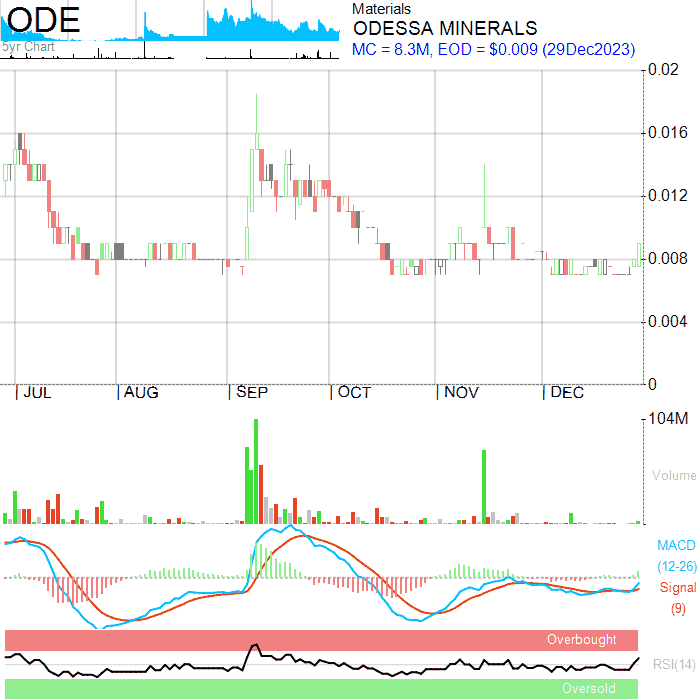 ODE
5yr Chart
Materials
ODESSA MINERALS
MC = 8.3M, EOD = $0.009 (29Dec2023)
0.02
0.016
0.012
0.008
0.004
0
JUL AUG SEP OCT NOV DEC
104M
Volume
MACD
(12-26)
Signal
(9)
Overbought
RSI(14)
Oversold